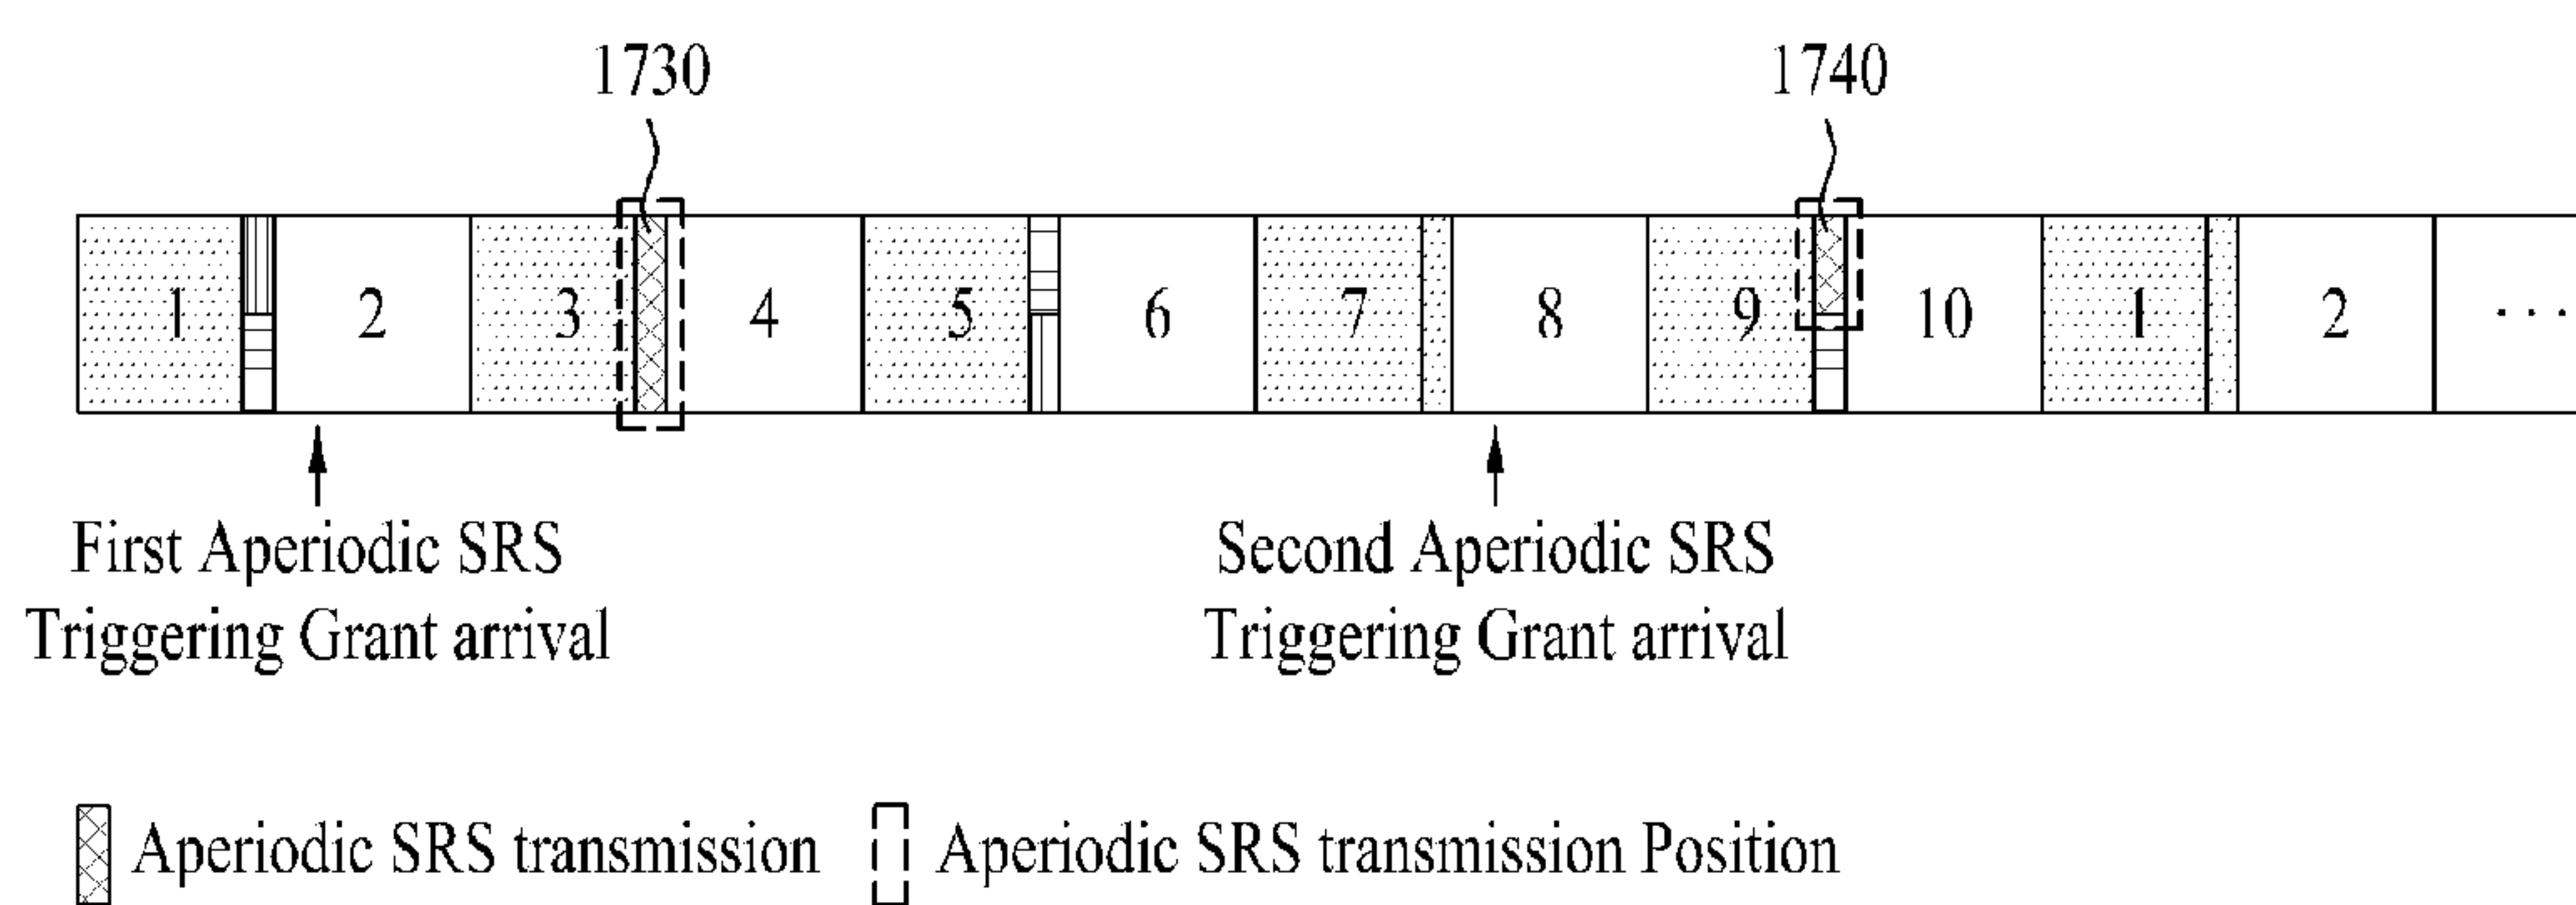 1730 1740
1 2 3 4 5 6 7 8 9 10 1 2 ...
First Aperiodic SRS Second Aperiodic SRS
Triggering Grant arrival Triggering Grant arrival
Aperiodic SRS transmission Aperiodic SRS transmission Position